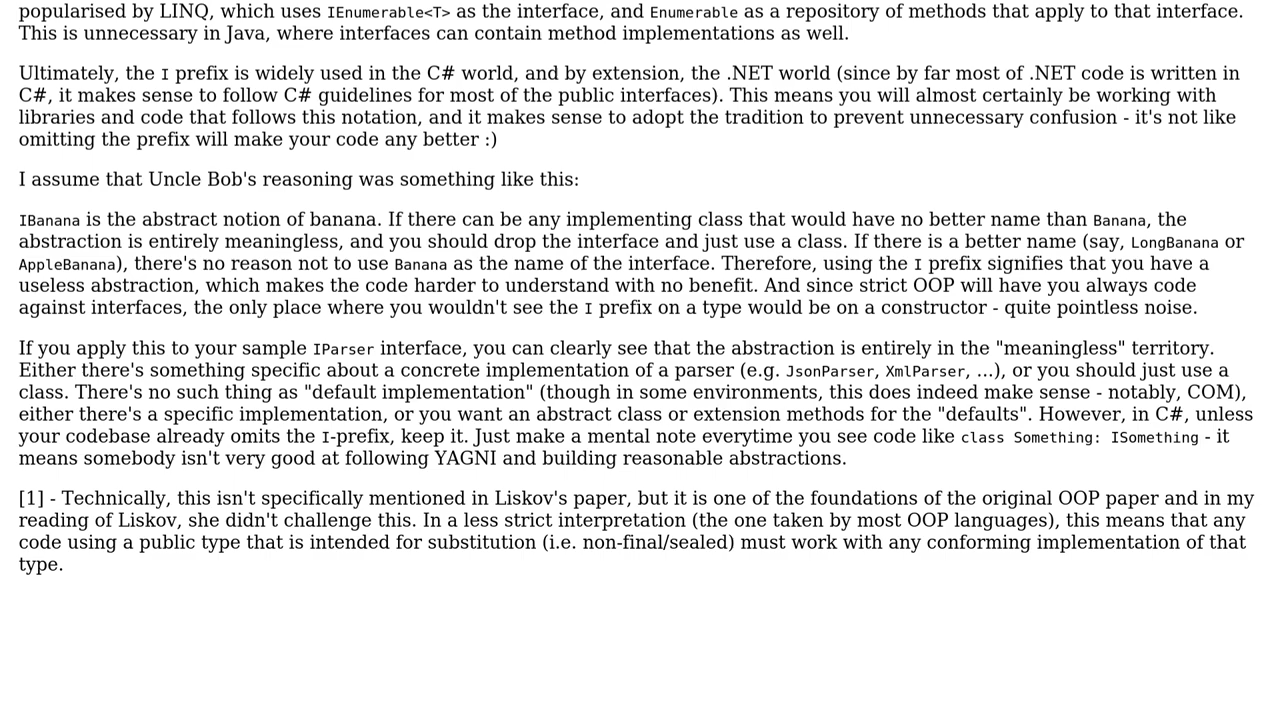 popularised by LINQ, which uses IEnumerable<T> as the interface, and Enumerable as a repository of methods that apply to that interface.
This is unnecessary in Java, where interfaces can contain method implementations as well.
Ultimately, the I prefix is widely used in the C# world, and by extension, the .NET world (since by far most of .NET code is written in
C#, it makes sense to follow C# guidelines for most of the public interfaces). This means you will almost certainly be working with
libraries and code that follows this notation, and it makes sense to adopt the tradition to prevent unnecessary confusion - it's not like
omitting the prefix will make your code any better :)
I assume that Uncle Bob's reasoning was something like this:
IBanana is the abstract notion of banana. If there can be any implementing class that would have no better name than Banana, the
abstraction is entirely meaningless, and you should drop the interface and just use a class. If there is a better name (say, LongBanana or
AppleBanana), there's no reason not to use Banana as the name of the interface. Therefore, using the I prefix signifies that you have a
useless abstraction, which makes the code harder to understand with no benefit. And since strict OOP will have you always code
against interfaces, the only place where you wouldn't see the I prefix on a type would be on a constructor - quite pointless noise.
If you apply this to your sample IParser interface, you can clearly see that the abstraction is entirely in the "meaningless" territory.
Either there's something specific about a concrete implementation of a parser (e.g. JsonParser, XmlParser, ...), or you should just use a
class. There's no such thing as "default implementation" (though in some environments, this does indeed make sense - notably, COM),
either there's a specific implementation, or you want an abstract class or extension methods for the "defaults". However, in C#, unless
your codebase already omits the I-prefix, keep it. Just make a mental note everytime you see code like class Something: ISomething - it
means somebody isn't very good at following YAGNI and building reasonable abstractions.
[1] - Technically, this isn't specifically mentioned in Liskov's paper, but it is one of the foundations of the original OOP paper and in my
reading of Liskov, she didn't challenge this. In a less strict interpretation (the one taken by most OOP languages), this means that any
code using a public type that is intended for substitution (i.e. non-final/sealed) must work with any conforming implementation of that
type.